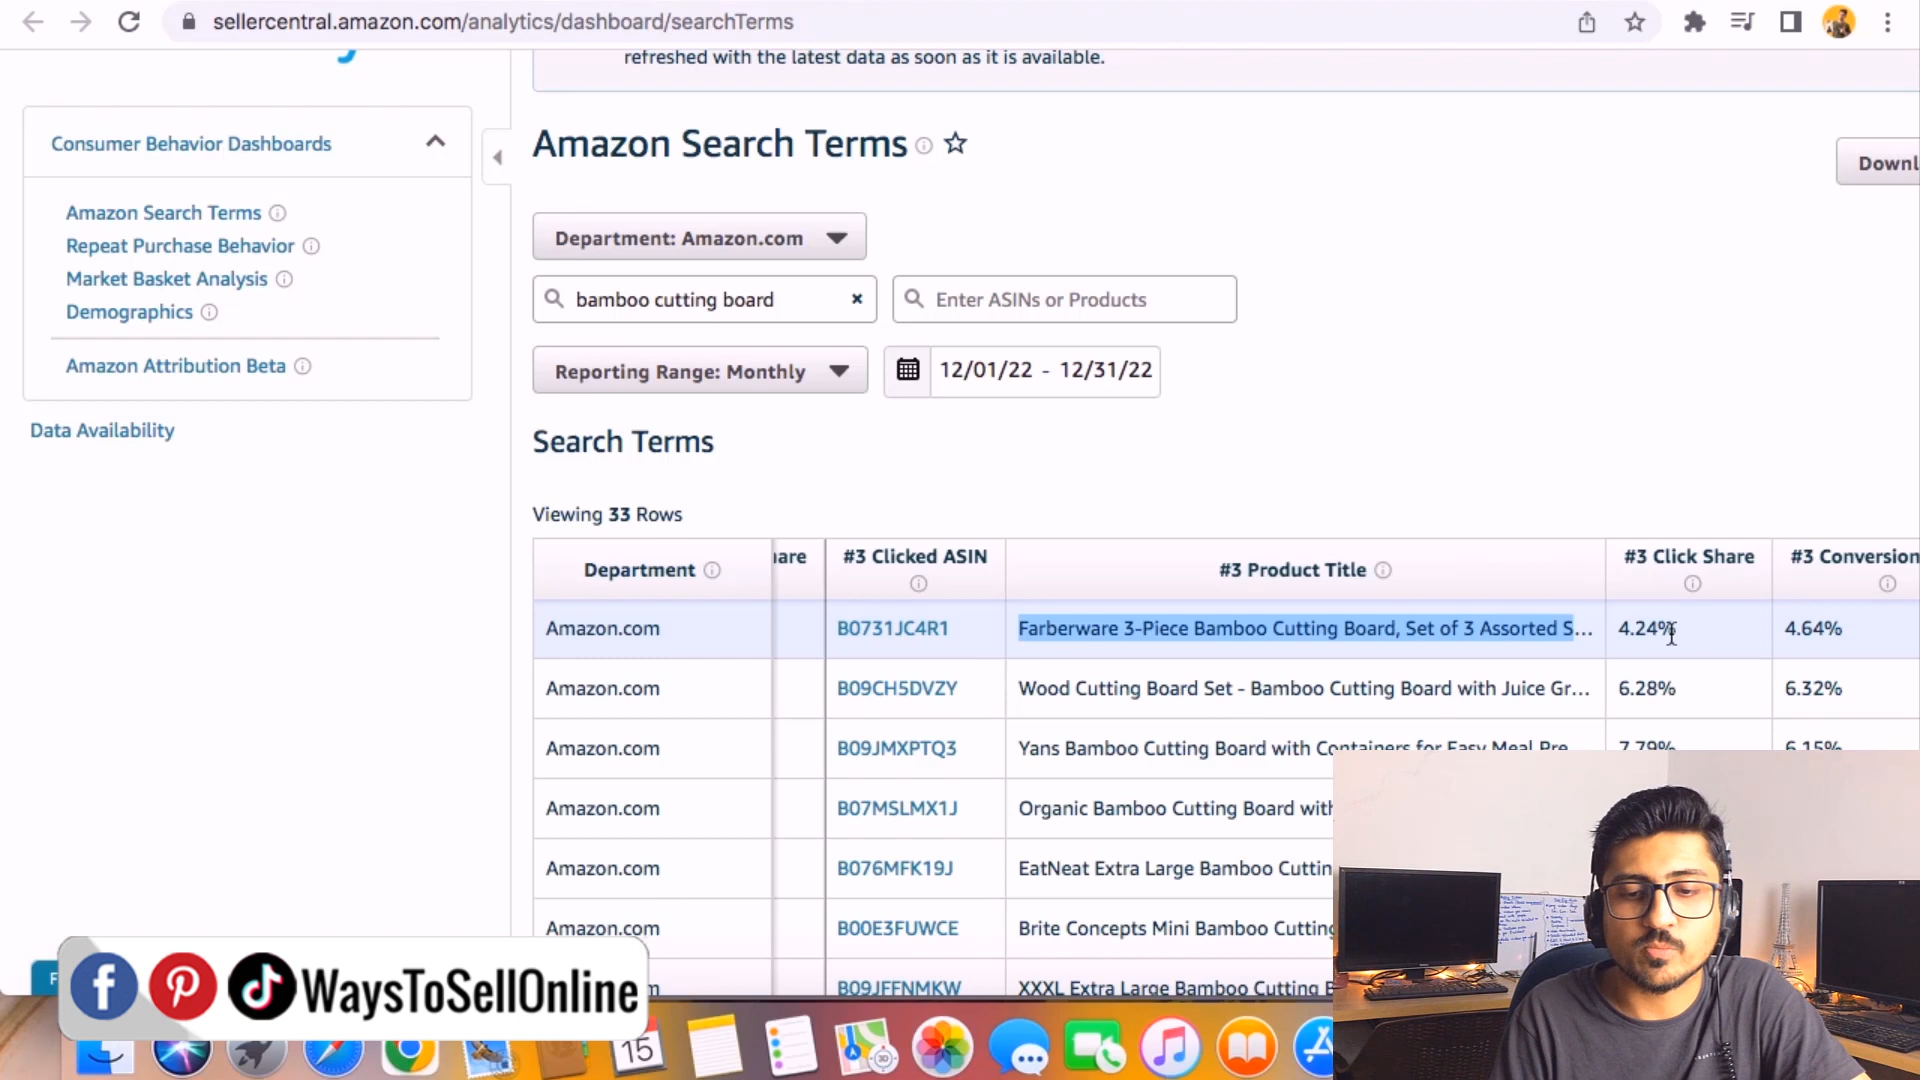 sellercentral.amazon.com/analytics/dashboard/searchTerms
refreshed with the latest data as soon as it is available.
Consumer Behavior Dashboards
Amazon Search Terms
Repeat Purchase Behavior
Market Basket Analysis
Demographics
Amazon Attribution Beta
Data Availability
Amazon Search Terms
Downl
Department: Amazon.com
bamboo cutting board
Enter ASINs or Products
Reporting Range: Monthly
12/01/22 - 12/31/22
Search Terms
Viewing 33 Rows
Department are #3 Clicked ASIN #3 Product Title #3 Click Share #3 Conversion
Amazon.com B0731JC4R1 Farberware 3-Piece Bamboo Cutting Board, Set of 3 Assorted S... 4.24% 4.64%
Amazon.com B09CH5DVZY Wood Cutting Board Set - Bamboo Cutting Board with Juice Gr... 6.28% 6.32%
Amazon.com B09JMXPTQ3 Yans Bamboo Cutting Board with Containers for Easy Meal Pre 7.79% 6.15%
Amazon.com B07MSLMX1J Organic Bamboo Cutting Board with
Amazon.com B076MFK19J EatNeat Extra Large Bamboo Cuttin
Amazon.com B00E3FUWCE Brite Concepts Mini Bamboo Cutting
m B09JFFNMKW XXXL Extra Large Bamboo Cutting B
F
WaysToSellOnline
15